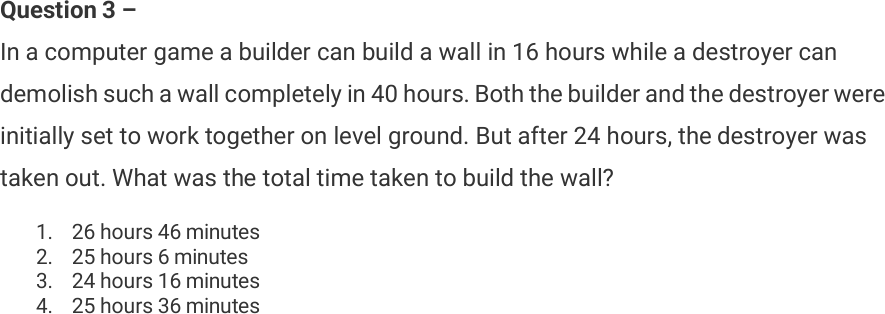 Question 3 –
In a computer game a builder can build a wall in 16 hours while a destroyer can
demolish such a wall completely in 40 hours. Both the builder and the destroyer were
initially set to work together on level ground. But after 24 hours, the destroyer was
taken out. What was the total time taken to build the wall?
1. 26 hours 46 minutes
2. 25 hours 6 minutes
3. 24 hours 16 minutes
4. 25 hours 36 minutes